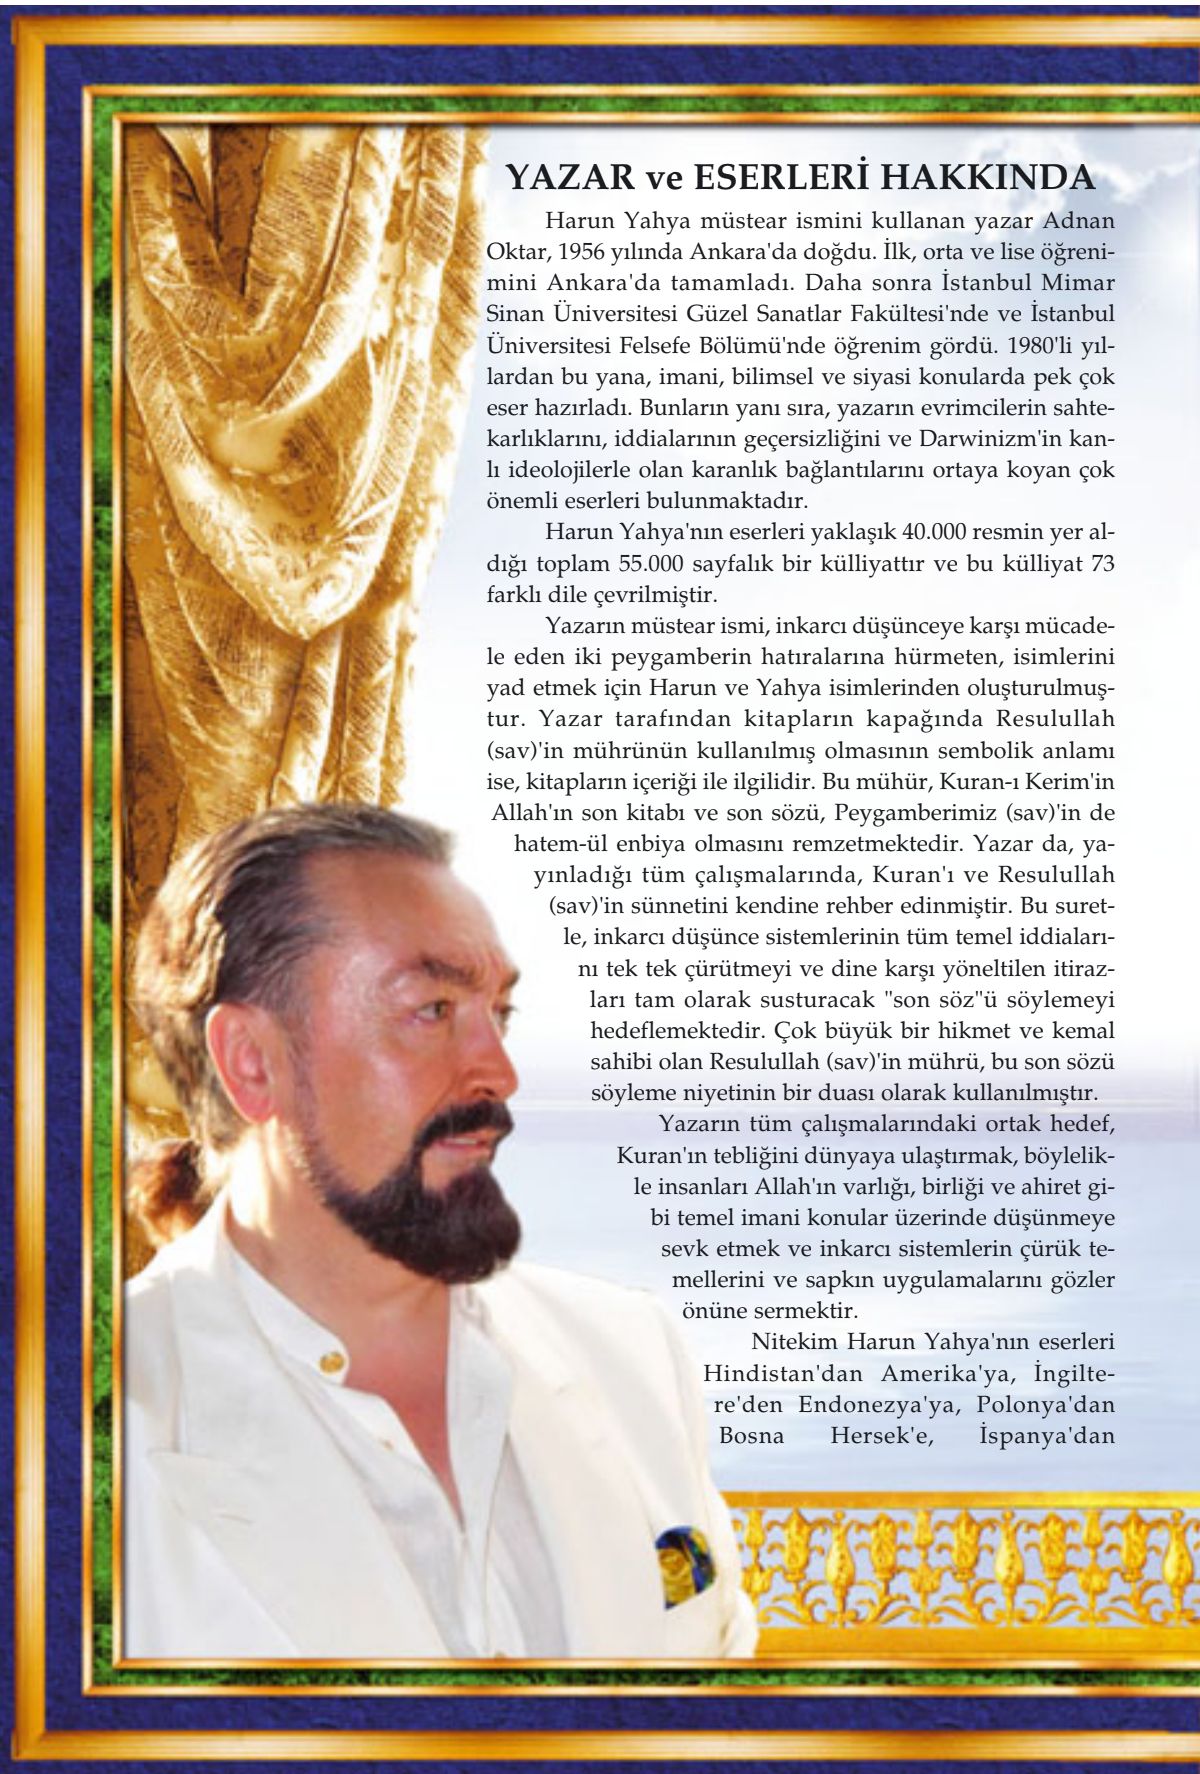 YAZAR ve ESERLERİ HAKKINDA
Harun Yahya müstear ismini kullanan yazar Adnan
Oktar, 1956 yılında Ankara'da doğdu. İlk, orta ve lise öğreni-
mini Ankara'da tamamladı. Daha sonra İstanbul Mimar
Sinan Üniversitesi Güzel Sanatlar Fakültesi'nde ve İstanbul
Üniversitesi Felsefe Bölümü'nde öğrenim gördü. 1980'li yıl-
lardan bu yana, imani, bilimsel ve siyasi konularda pek çok
eser hazırladı. Bunların yanı sıra, yazarın evrimcilerin sahte-
karlıklarını, iddialarının geçersizliğini ve Darwinizm'in kan-
lı ideolojilerle olan karanlık bağlantılarını ortaya koyan çok
önemli eserleri bulunmaktadır.
Harun Yahya'nın eserleri yaklaşık 40.000 resmin yer al-
dığı toplam 55.000 sayfalık bir külliyattır ve bu külliyat 73
farklı dile çevrilmiştir.
Yazarın müstear ismi, inkarcı düşünceye karşı mücade-
le eden iki peygamberin hatıralarına hürmeten, isimlerini
yad etmek için Harun ve Yahya isimlerinden oluşturulmuş-
tur. Yazar tarafından kitapların kapağında Resulullah
(sav)'in mührünün kullanılmış olmasının sembolik anlamı
ise, kitapların içeriği ile ilgilidir. Bu mühür, Kuran-ı Kerim'in
Allah'ın son kitabı ve son sözü, Peygamberimiz (sav)'in de
hatem-ül enbiya olmasını remzetmektedir. Yazar da, ya-
yınladığı tüm çalışmalarında, Kuran'ı ve Resulullah
(sav)'in sünnetini kendine rehber edinmiştir. Bu suret-
le, inkarcı düşünce sistemlerinin tüm temel iddiaları-
nı tek tek çürütmeyi ve dine karşı yöneltilen itiraz-
ları tam olarak susturacak "son söz"ü söylemeyi
hedeflemektedir. Çok büyük bir hikmet ve kemal
sahibi olan Resulullah (sav)'in mührü, bu son sözü
söyleme niyetinin bir duası olarak kullanılmıştır.
Yazarın tüm çalışmalarındaki ortak hedef,
Kuran'ın tebliğini dünyaya ulaştırmak, böylelik-
le insanları Allah'ın varlığı, birliği ve ahiret gi-
bi temel imani konular üzerinde düşünmeye
sevk etmek ve inkarcı sistemlerin çürük te-
mellerini ve sapkın uygulamalarını gözler
önüne sermektir.
Nitekim Harun Yahya'nın eserleri
Hindistan'dan Amerika'ya, İngilte-
re'den Endonezya'ya, Polonya'dan
Bosna Hersek'e, İspanya'dan